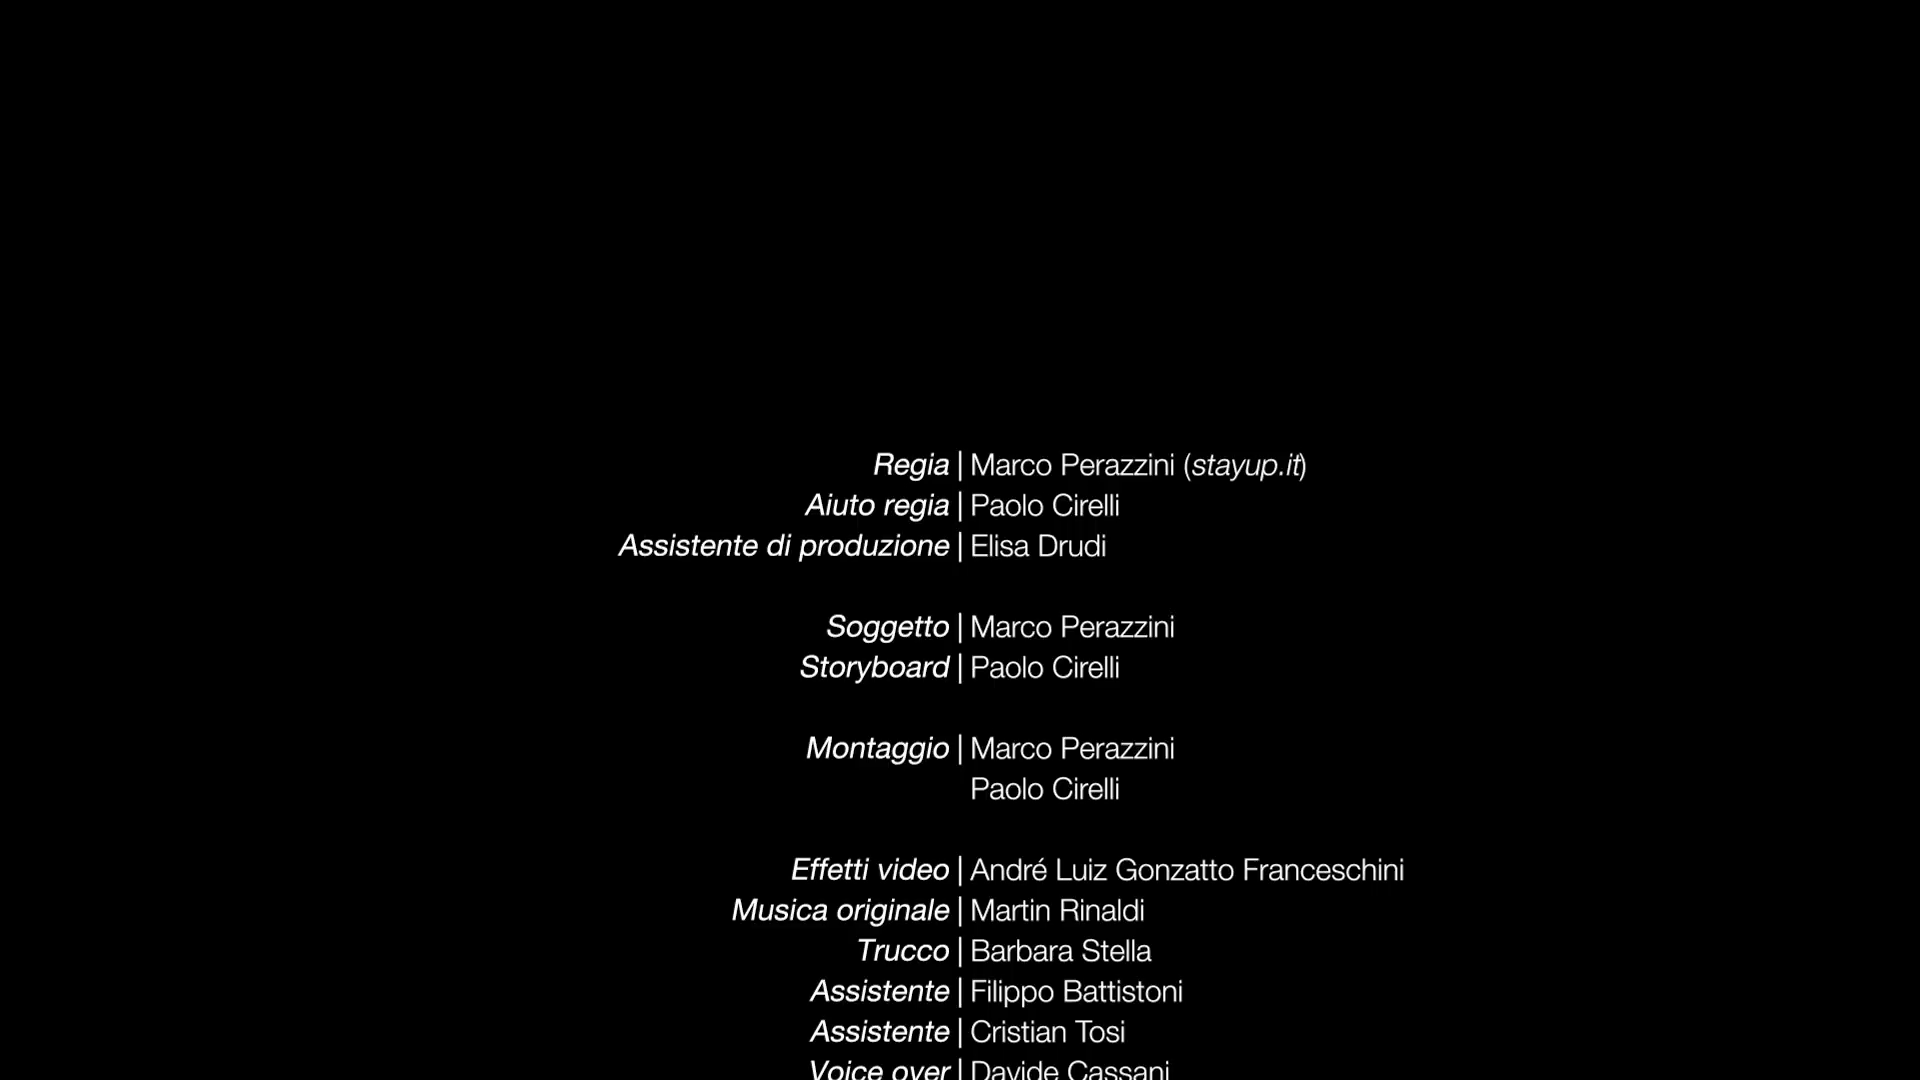 Regia | Marco Perazzini (stayup.it)
Aiuto regia | Paolo Cirelli
Assistente di produzione | Elisa Drudi
Soggetto | Marco Perazzini
Storyboard | Paolo Cirelli
Montaggio | Marco Perazzini
Paolo Cirelli
Effetti video | André Luiz Gonzatto Franceschini
Musica originale | Martin Rinaldi
Trucco | Barbara Stella
Assistente | Filippo Battistoni
Assistente | Cristian Tosi
Voice over | Davide Cassani